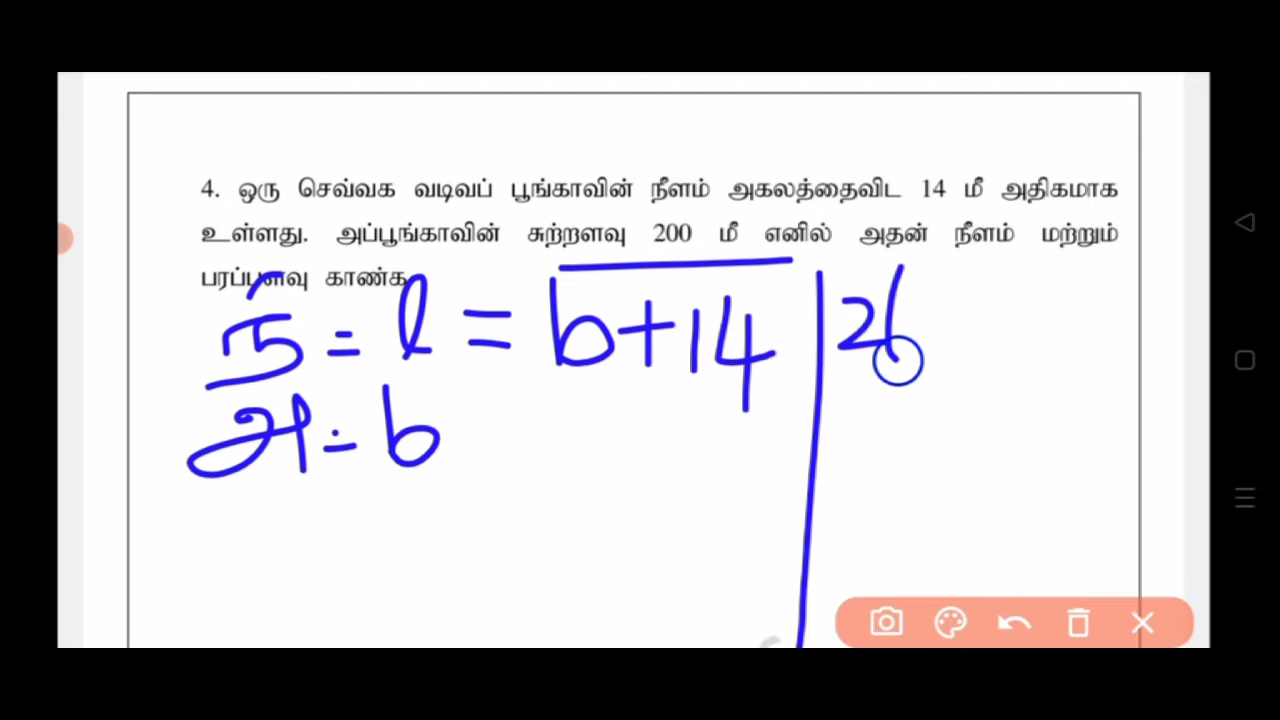 4. ஒரு செவ்வக வடிவப் பூங்காவின் நீளம் அகலத்தைவிட 14 மீ அதிகமாக
உள்ளது. அப்பூங்காவின் சுற்றளவு 200 மீ எனில் அதன் நீளம் மற்றும்
பரப்பளவு காண்க
நீ = l = b+14
அ = b
2(